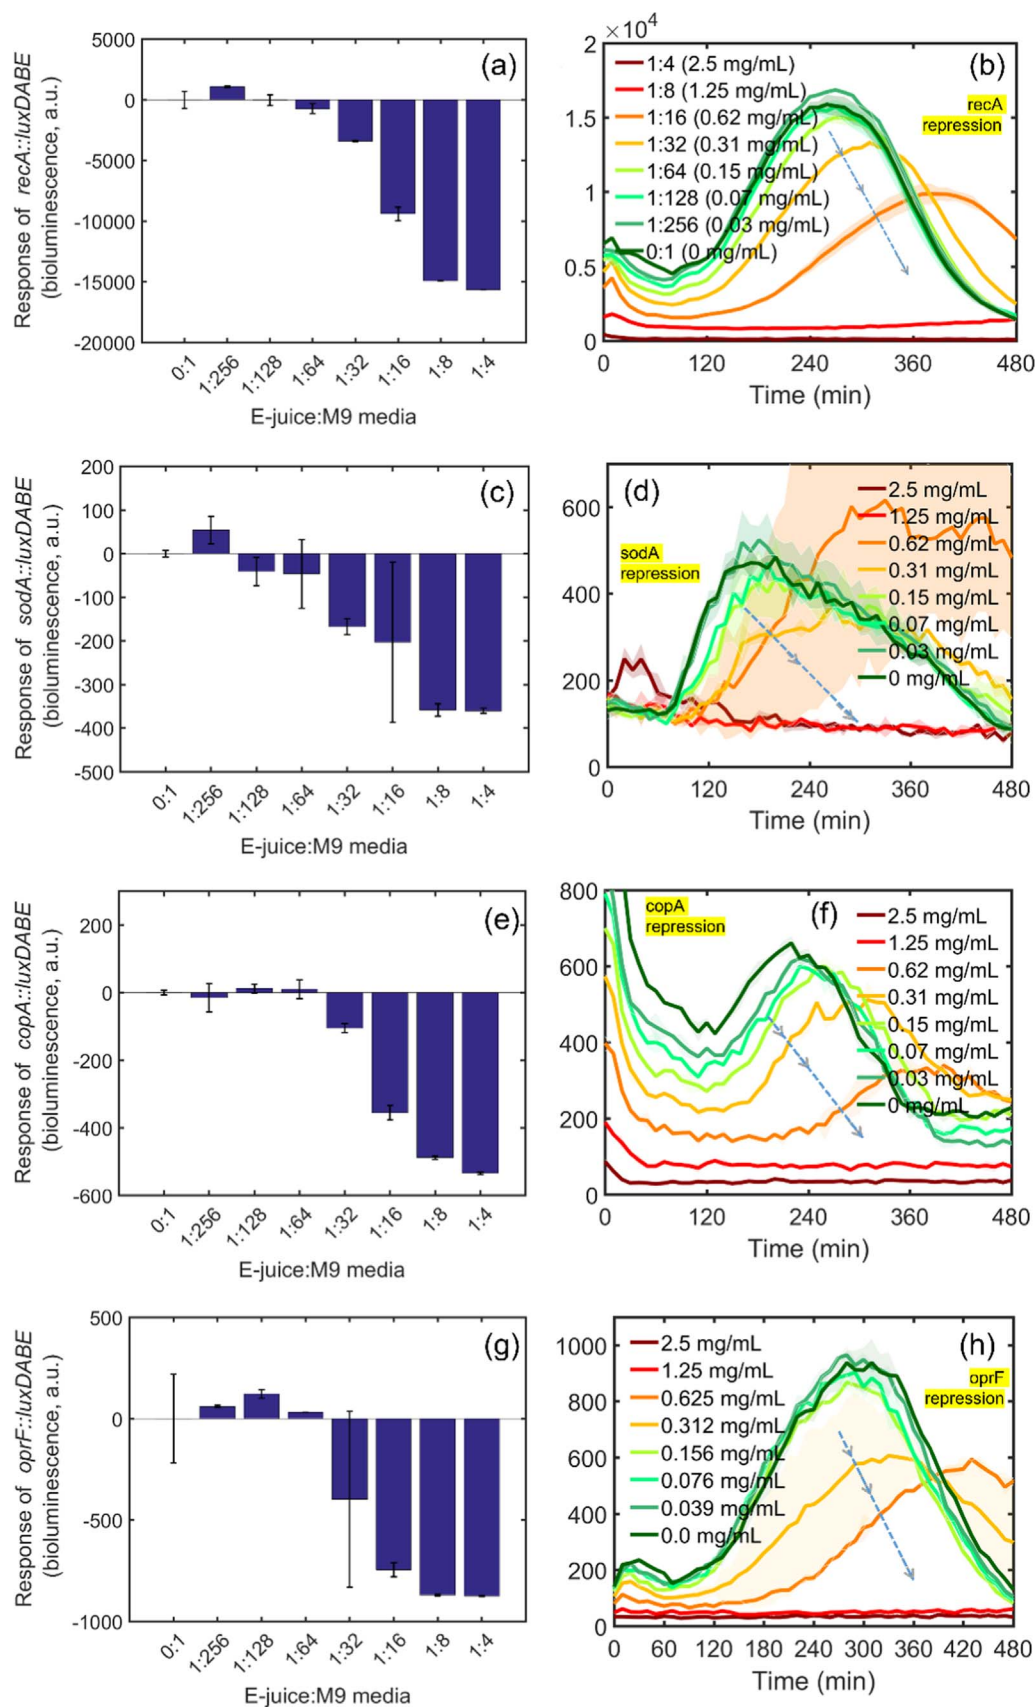 Response of recA::luxDABE
(bioluminescence, a.u.)
5000
0
-5000
-10000
-15000
-20000
(a)
0:1
1:256
1:128
1:64
1:32
1:16
1:8
1:4
E-juice:M9 media
× 10⁴
2
1.5
1
0.5
0
1:4 (2.5 mg/mL)
1:8 (1.25 mg/mL)
1:16 (0.62 mg/mL)
1:32 (0.31 mg/mL)
1:64 (0.15 mg/mL)
1:128 (0.07 mg/mL)
1:256 (0.03 mg/mL)
0:1 (0 mg/mL)
(b)
recA
repression
0
120
240
360
480
Time (min)
Response of sodA::luxDABE
(bioluminescence, a.u.)
200
100
0
-100
-200
-300
-400
-500
(c)
0:1
1:256
1:128
1:64
1:32
1:16
1:8
1:4
E-juice:M9 media
600
400
200
0
(d)
sodA
repression
2.5 mg/mL
1.25 mg/mL
0.62 mg/mL
0.31 mg/mL
0.15 mg/mL
0.07 mg/mL
0.03 mg/mL
0 mg/mL
0
120
240
360
480
Time (min)
Response of copA::luxDABE
(bioluminescence, a.u.)
200
0
-200
-400
-600
(e)
0:1
1:256
1:128
1:64
1:32
1:16
1:8
1:4
E-juice:M9 media
800
600
400
200
0
copA
repression
(f)
2.5 mg/mL
1.25 mg/mL
0.62 mg/mL
0.31 mg/mL
0.15 mg/mL
0.07 mg/mL
0.03 mg/mL
0 mg/mL
0
120
240
360
480
Time (min)
Response of oprF::luxDABE
(bioluminescence, a.u.)
500
0
-500
-1000
(g)
0:1
1:256
1:128
1:64
1:32
1:16
1:8
1:4
E-juice:M9 media
1000
800
600
400
200
0
2.5 mg/mL
1.25 mg/mL
0.625 mg/mL
0.312 mg/mL
0.156 mg/mL
0.076 mg/mL
0.039 mg/mL
0.0 mg/mL
(h)
oprF
repression
0
60
120
180
240
300
360
420
480
Time (min)